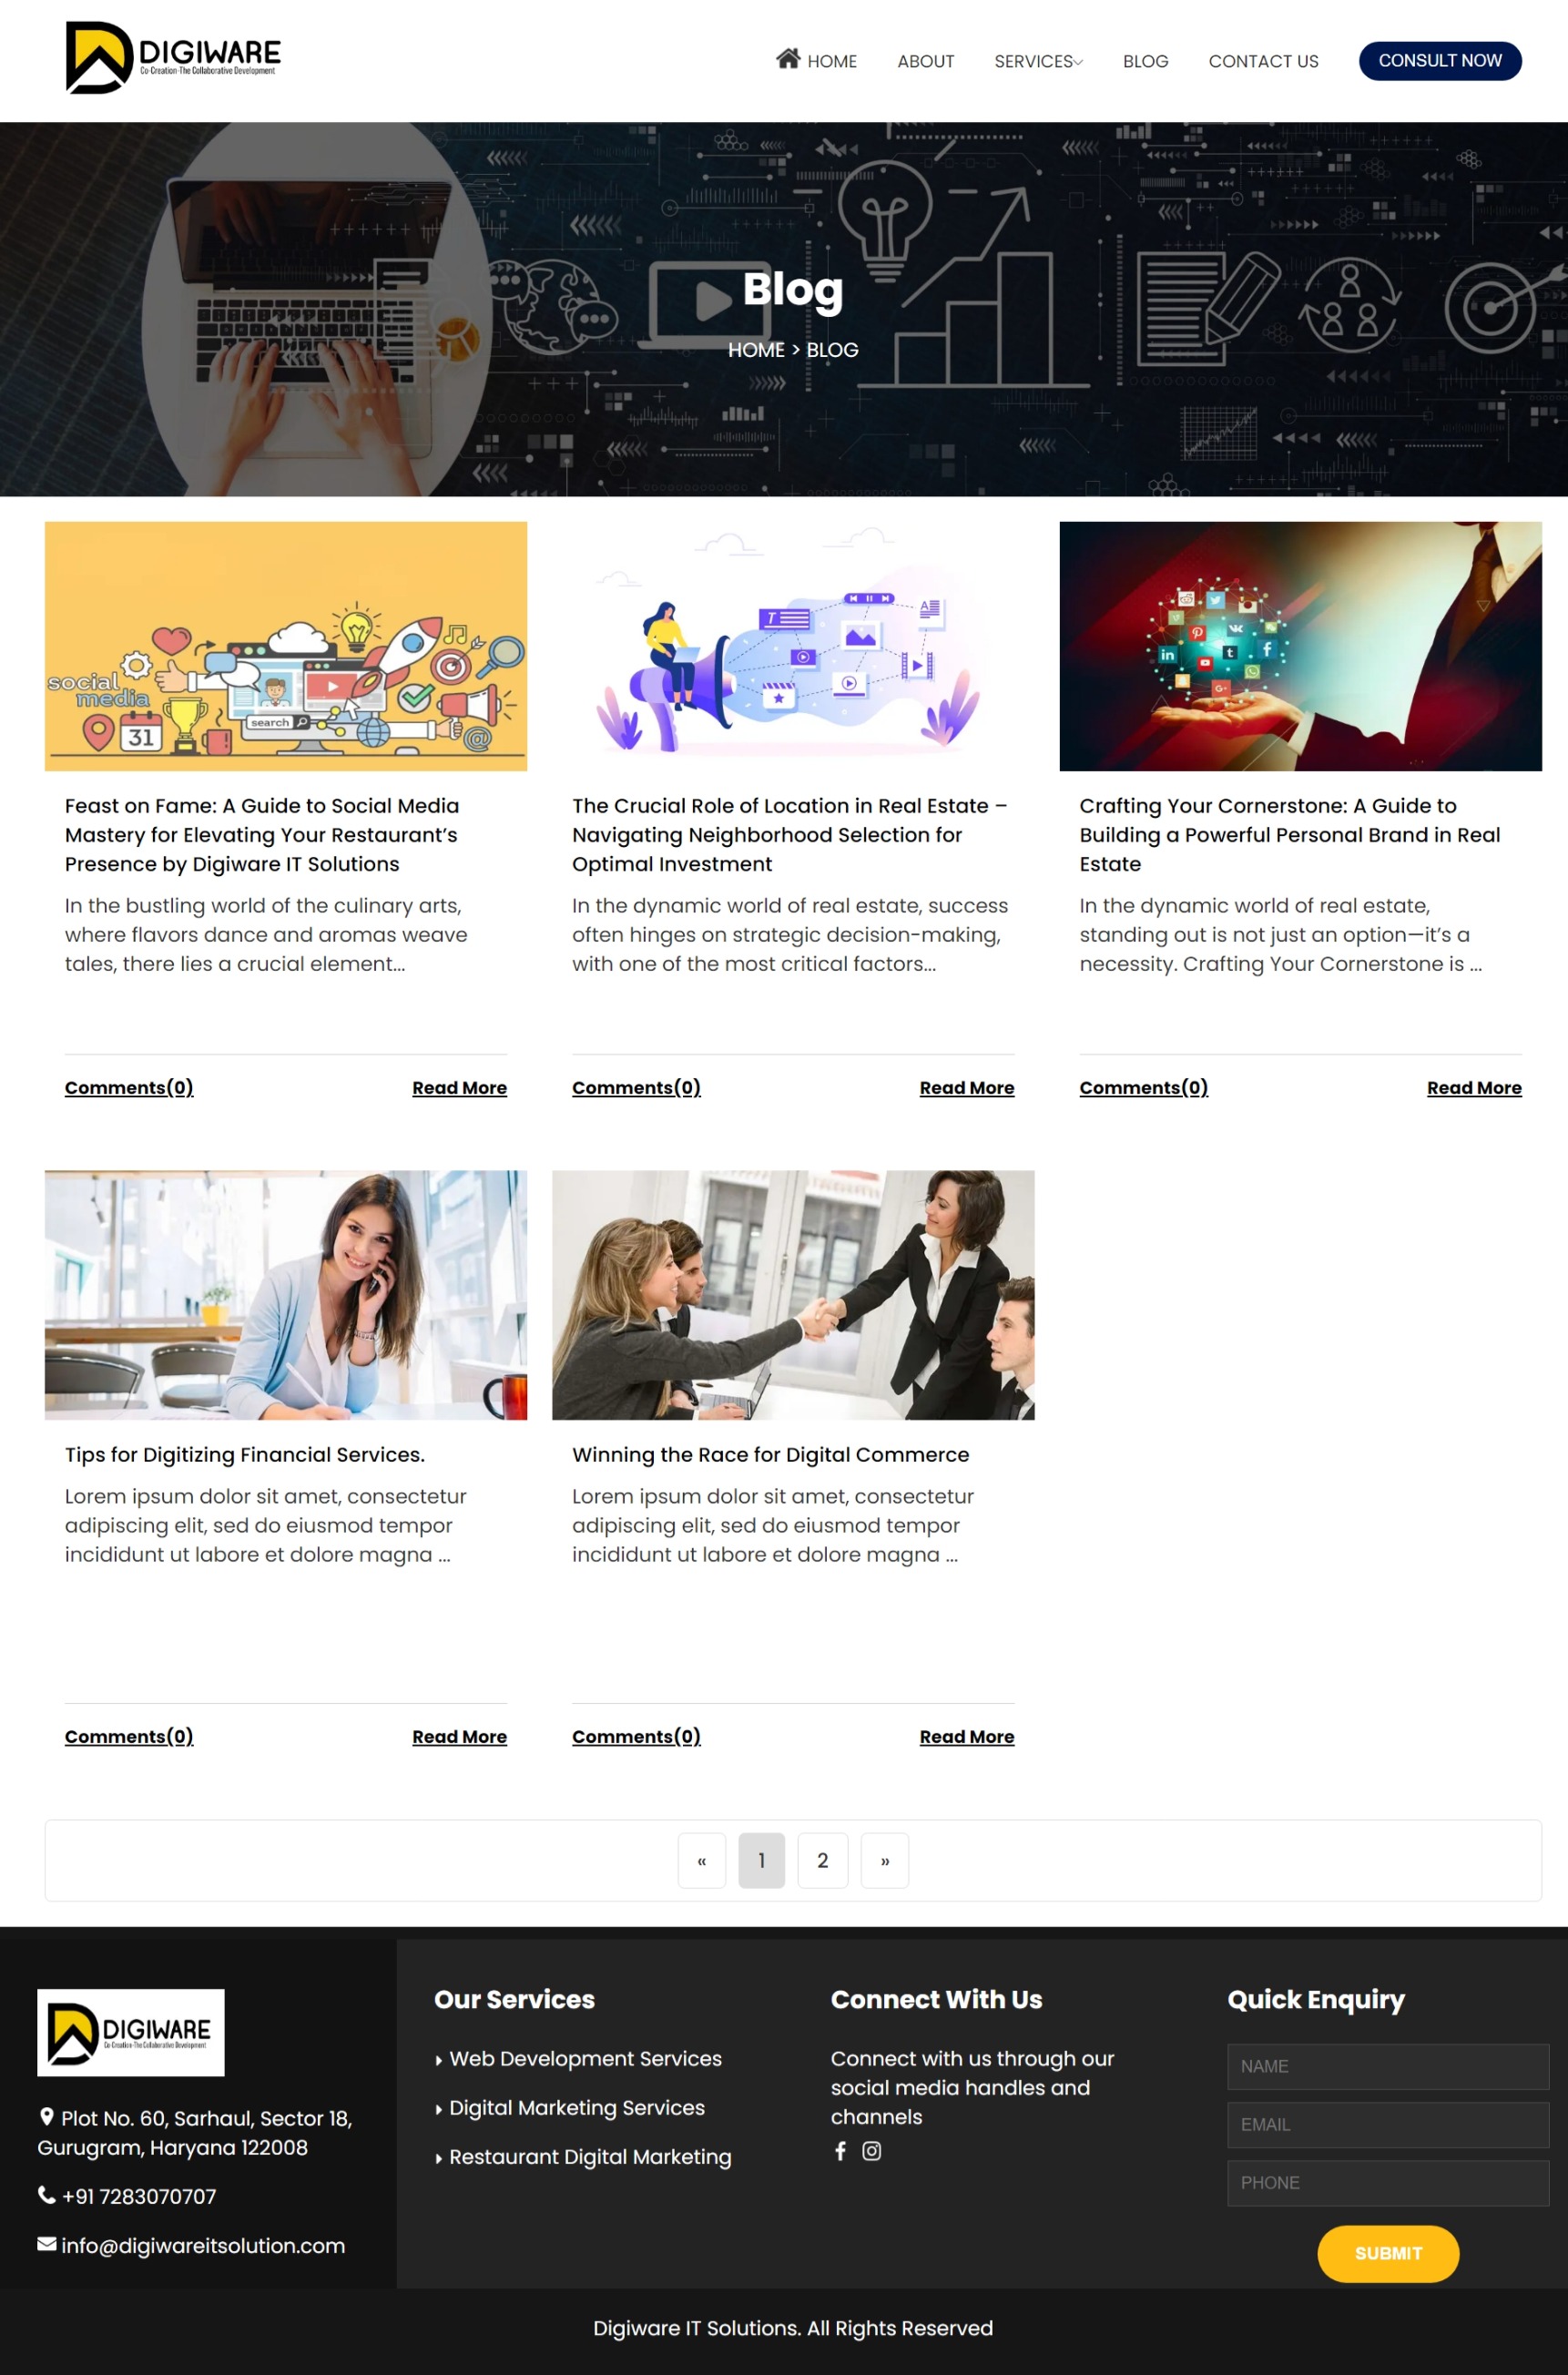 DIGIWARE
Co-Creation-The Collaborative Development
HOME
ABOUT
SERVICES
BLOG
CONTACT US
CONSULT NOW
Blog
HOME > BLOG
social
media
search
31
Feast on Fame: A Guide to Social Media
Mastery for Elevating Your Restaurant’s
Presence by Digiware IT Solutions
In the bustling world of the culinary arts,
where flavors dance and aromas weave
tales, there lies a crucial element...
Comments(0)
Read More
The Crucial Role of Location in Real Estate –
Navigating Neighborhood Selection for
Optimal Investment
In the dynamic world of real estate, success
often hinges on strategic decision-making,
with one of the most critical factors...
Comments(0)
Read More
Crafting Your Cornerstone: A Guide to
Building a Powerful Personal Brand in Real
Estate
In the dynamic world of real estate,
standing out is not just an option—it’s a
necessity. Crafting Your Cornerstone is ...
Comments(0)
Read More
Tips for Digitizing Financial Services.
Lorem ipsum dolor sit amet, consectetur
adipiscing elit, sed do eiusmod tempor
incididunt ut labore et dolore magna ...
Comments(0)
Read More
Winning the Race for Digital Commerce
Lorem ipsum dolor sit amet, consectetur
adipiscing elit, sed do eiusmod tempor
incididunt ut labore et dolore magna ...
Comments(0)
Read More
« 1 2 »
DIGIWARE
Co-Creation-The Collaborative Development
Plot No. 60, Sarhaul, Sector 18,
Gurugram, Haryana 122008
+91 7283070707
info@digiwareitsolution.com
Our Services
Web Development Services
Digital Marketing Services
Restaurant Digital Marketing
Connect With Us
Connect with us through our
social media handles and
channels
Quick Enquiry
NAME
EMAIL
PHONE
SUBMIT
Digiware IT Solutions. All Rights Reserved